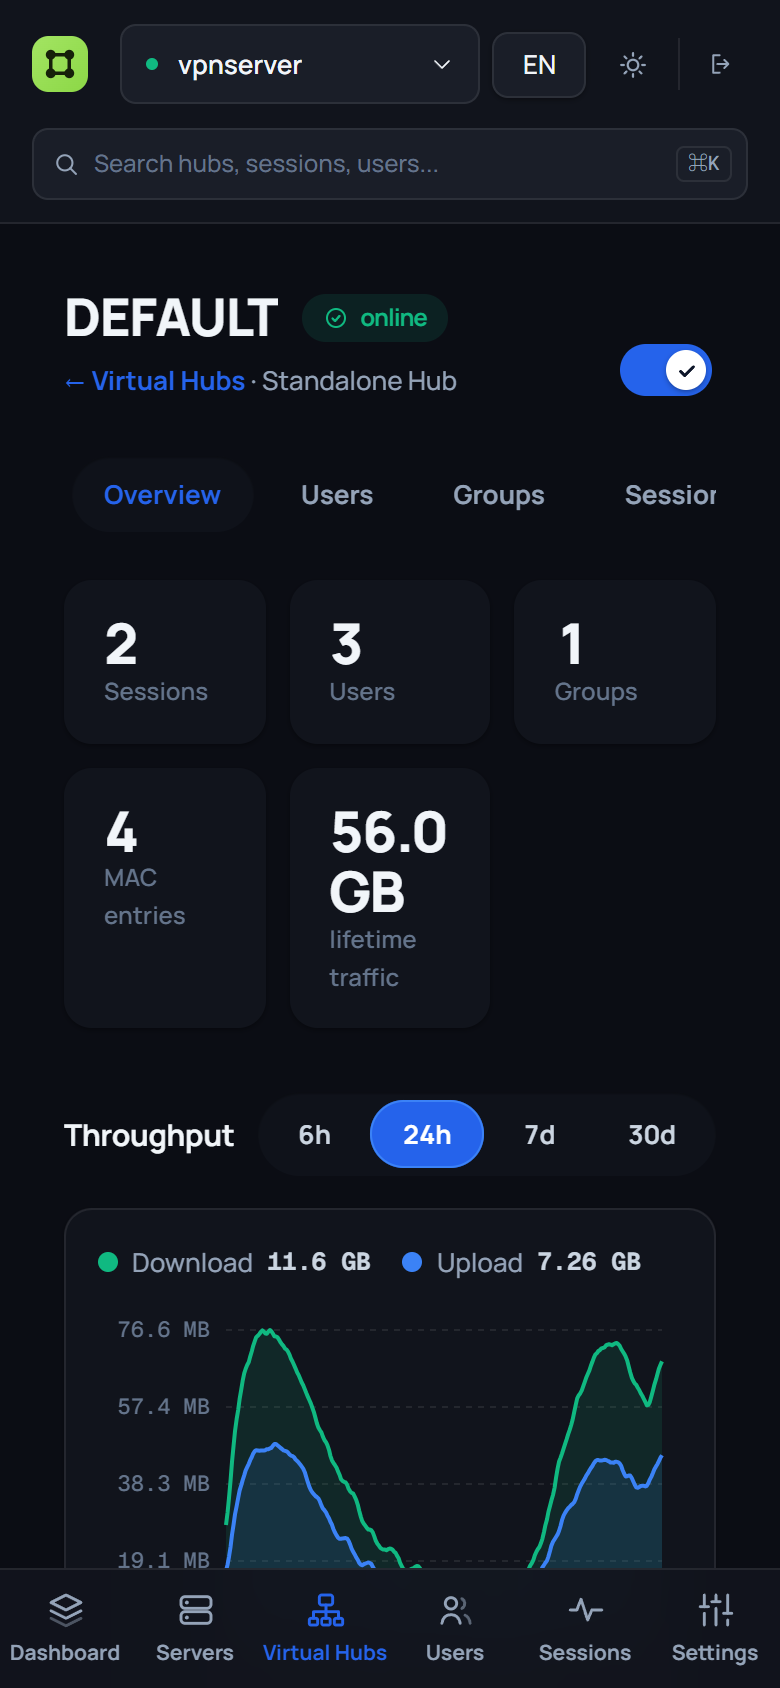 vpnserver
EN
Search hubs, sessions, users...
⌘K
DEFAULT
online
← Virtual Hubs · Standalone Hub
Overview Users Groups Session
2
Sessions
3
Users
1
Groups
4
MAC
entries
56.0
GB
lifetime
traffic
Throughput 6h 24h 7d 30d
Download 11.6 GB Upload 7.26 GB
76.6 MB
57.4 MB
38.3 MB
19.1 MB
Dashboard Servers Virtual Hubs Users Sessions Settings